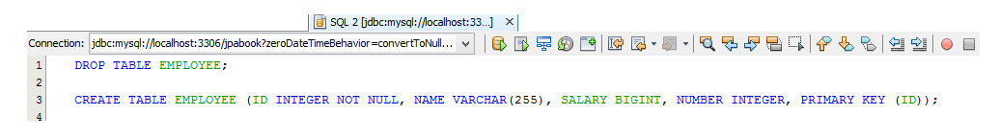 SQL 2 [jdbc:mysql://localhost:33...]
Connection: jdbc:mysql://localhost:3306/jpabook?zeroDateTimeBehavior=convertToNull...
1 DROP TABLE EMPLOYEE;
2
3 CREATE TABLE EMPLOYEE (ID INTEGER NOT NULL, NAME VARCHAR(255), SALARY BIGINT, NUMBER INTEGER, PRIMARY KEY (ID));
4